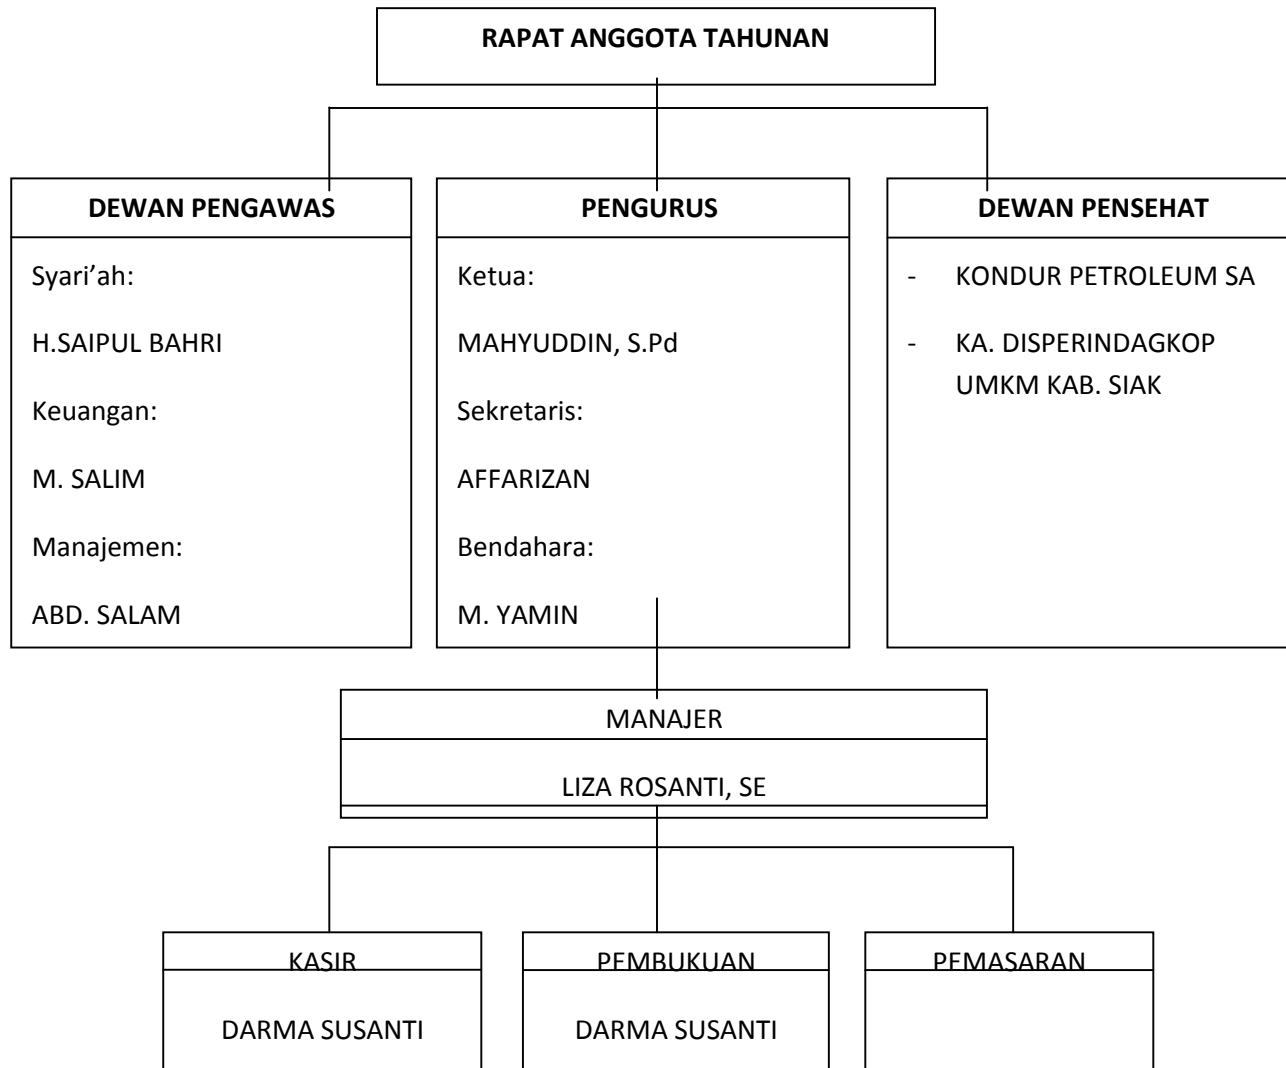 RAPAT ANGGOTA TAHUNAN
DEWAN PENGAWAS
Syari’ah:
H.SAIPUL BAHRI
Keuangan:
M. SALIM
Manajemen:
ABD. SALAM
PENGURUS
Ketua:
MAHYUDDIN, S.Pd
Sekretaris:
AFFARIZAN
Bendahara:
M. YAMIN
DEWAN PENSEHAT
- KONDUR PETROLEUM SA
- KA. DISPERINDAGKOP
UMKM KAB. SIAK
MANAJER
LIZA ROSANTI, SE
KASIR
DARMA SUSANTI
PEMBUKUAN
DARMA SUSANTI
PEMASARAN